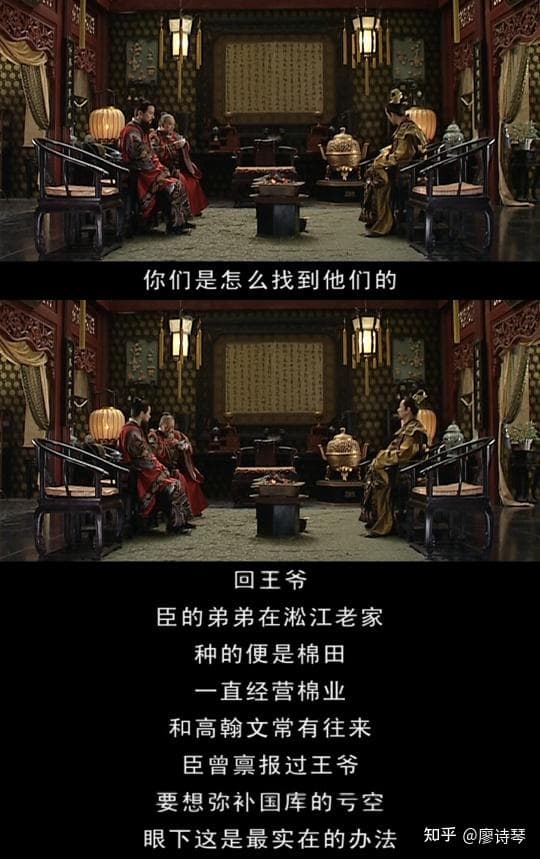 你们是怎么找到他们的
回王爷
臣的弟弟在淞江老家
种的便是棉田
一直经营棉业
和高翰文常有往来
臣曾禀报过王爷
要想弥补国库的亏空
眼下这是最实在的办法
知乎 @廖诗琴